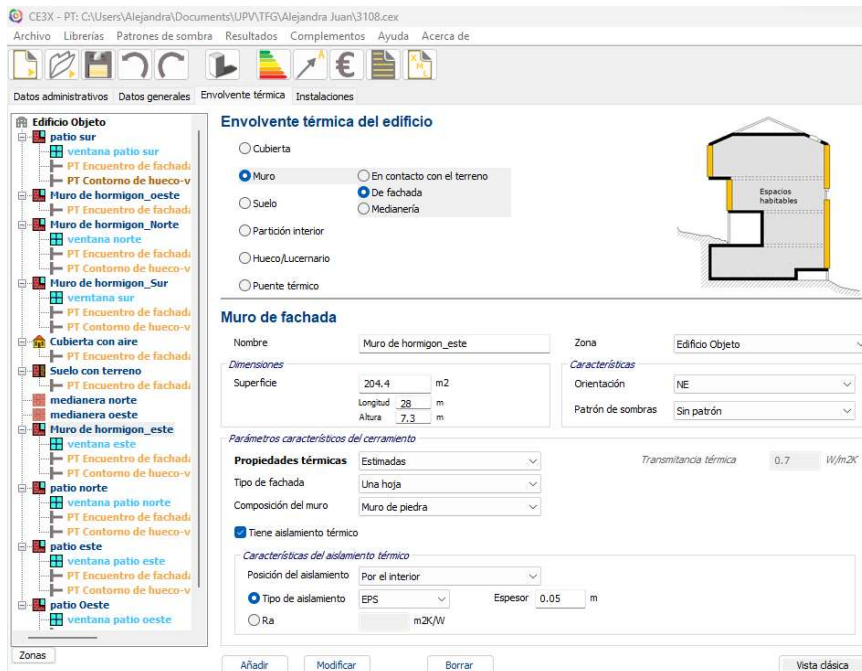 CE3X - PT: C:\Users\Alejandra\Documents\UPV\TFG\Alejandra Juan\3108.cex
Archivo Librerías Patrones de sombra Resultados Complementos Ayuda Acerca de
Datos administrativos Datos generales Envolvente térmica Instalaciones
Edificio Objeto
patio sur
ventana patio sur
PT Encuentro de fachada
PT Contorno de hueco-v
Muro de hormigon_oeste
PT Encuentro de fachada
Muro de hormigon_Norte
ventana norte
PT Encuentro de fachada
PT Contorno de hueco-v
Muro de hormigon_Sur
verntana sur
PT Encuentro de fachada
PT Contorno de hueco-v
Cubierta con aire
PT Encuentro de fachada
Suelo con terreno
PT Encuentro de fachada
medianera norte
medianera oeste
Muro de hormigon_este
ventana este
PT Encuentro de fachada
PT Contorno de hueco-v
patio norte
ventana patio norte
PT Encuentro de fachada
PT Contorno de hueco-v
patio este
ventana patio este
PT Encuentro de fachada
PT Contorno de hueco-v
patio Oeste
ventana patio oeste
Zonas
Envolvente térmica del edificio
Cubierta
Muro
En contacto con el terreno
De fachada
Medianería
Suelo
Partición interior
Hueco/Lucernario
Puente térmico
Espacios
habitables
Muro de fachada
Nombre Muro de hormigon_este Zona Edificio Objeto
Dimensiones Características
Superficie 204.4 m2 Orientación NE
Longitud 28 m
Altura 7.3 m Patrón de sombras Sin patrón
Parámetros característicos del cerramiento
Propiedades térmicas Estimadas Transmitancia térmica 0.7 W/m2K
Tipo de fachada Una hoja
Composición del muro Muro de piedra
Tiene aislamiento térmico
Características del aislamiento térmico
Posición del aislamiento Por el interior
Tipo de aislamiento EPS Espesor 0.05 m
Ra m2K/W
Añadir Modificar Borrar Vista clásica